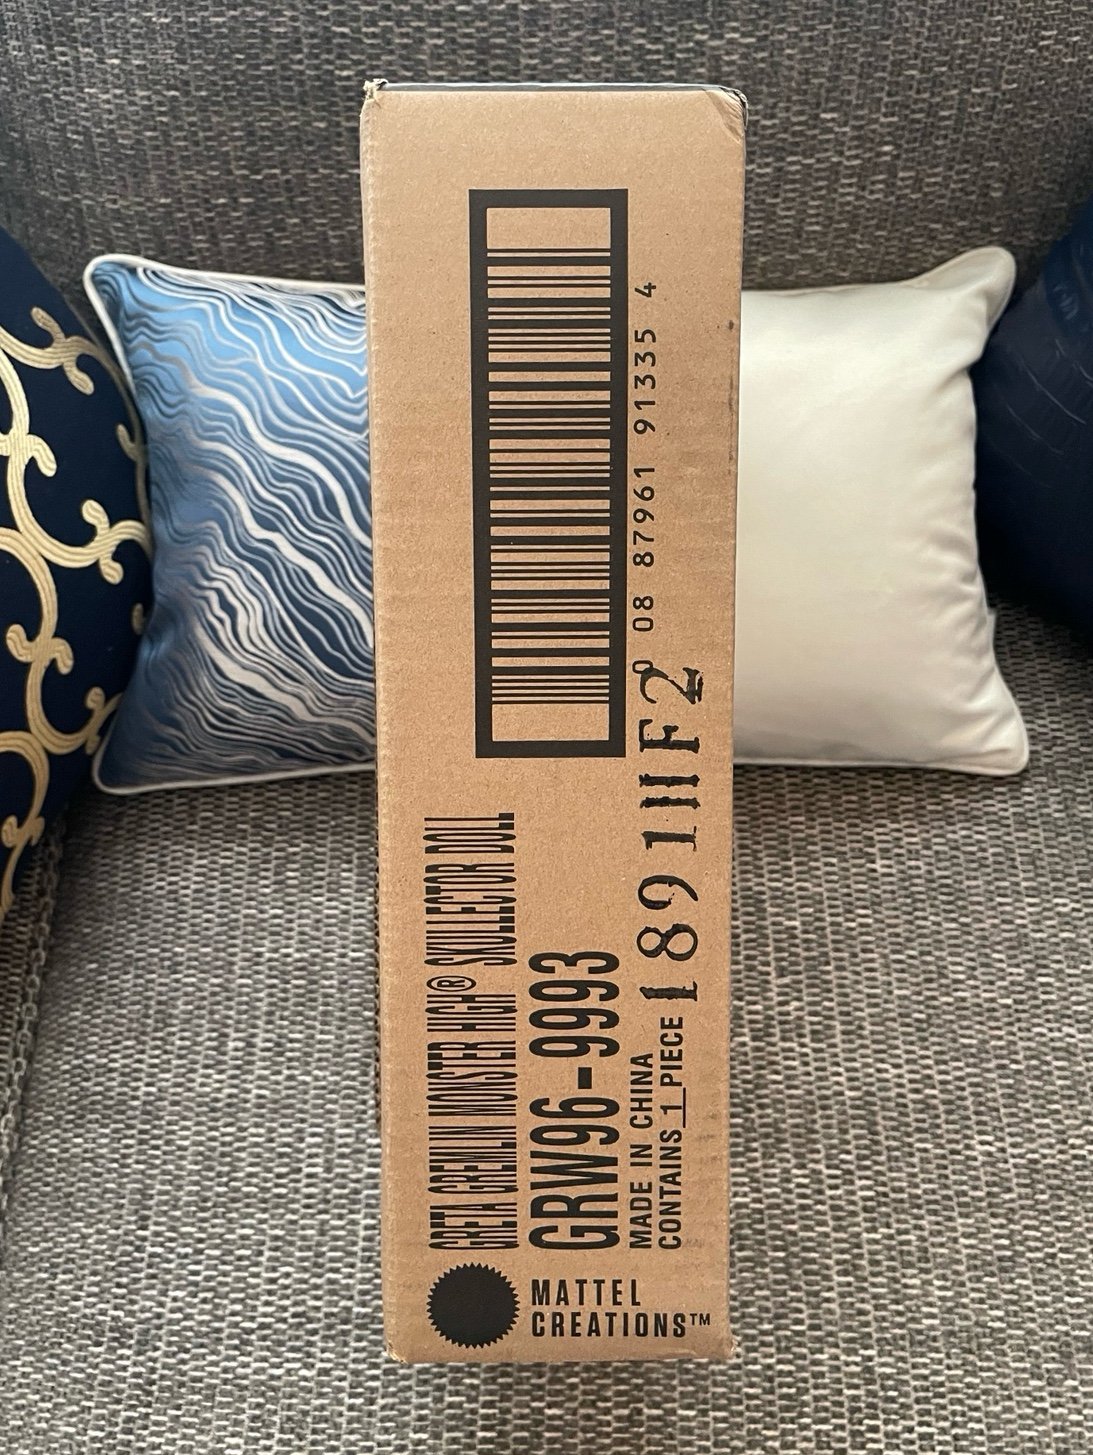 0 08 87961 91335 4
GRETA GREMLIN MONSTER HIGH® SKULLECTOR DOLL
GRW96-9993
MADE IN CHINA
CONTAINS 1 PIECE
MATTEL
CREATIONS™